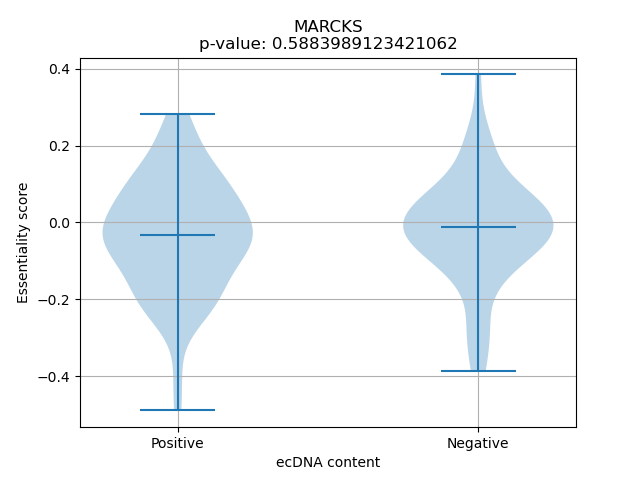 MARCKS
p-value: 0.5883989123421062
0.4
0.2
0.0
−0.2
−0.4
Essentiality score
Positive
Negative
ecDNA content